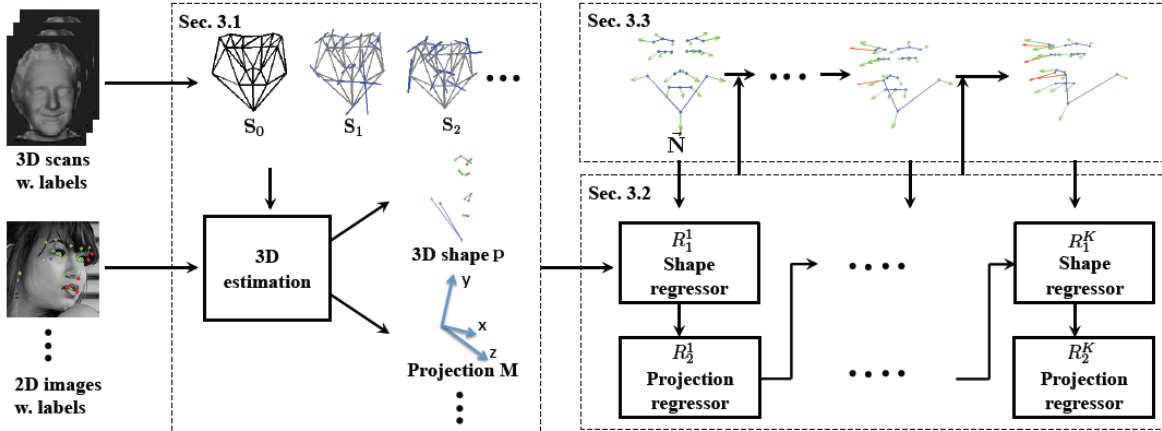 Sec. 3.1
S₀
S₁
S₂
3D scans
w. labels
3D
estimation
3D shape p
y
x
z
Projection M
2D images
w. labels
Sec. 3.3
N⃗
Sec. 3.2
R₁¹
Shape
regressor
R₂¹
Projection
regressor
R₁ᴷ
Shape
regressor
R₂ᴷ
Projection
regressor